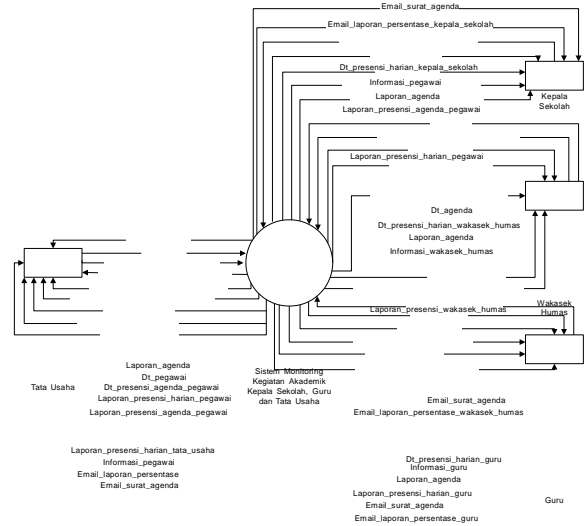 Email_surat_agenda
Email_laporan_persentase_kepala_sekolah
Dt_presensi_harian_kepala_sekolah
Informasi_pegawai
Laporan_agenda
Laporan_presensi_agenda_pegawai
Kepala
Sekolah
Laporan_presensi_harian_pegawai
Dt_agenda
Dt_presensi_harian_wakasek_humas
Laporan_agenda
Informasi_wakasek_humas
Laporan_presensi_wakasek_humas
Wakasek
Humas
Laporan_agenda
Dt_pegawai
Dt_presensi_agenda_pegawai
Laporan_presensi_harian_pegawai
Laporan_presensi_agenda_pegawai
Tata Usaha
Sistem Monitoring
Kegiatan Akademik
Kepala Sekolah, Guru
dan Tata Usaha
Email_surat_agenda
Email_laporan_persentase_wakasek_humas
Laporan_presensi_harian_tata_usaha
Informasi_pegawai
Email_laporan_persentase
Email_surat_agenda
Dt_presensi_harian_guru
Informasi_guru
Laporan_agenda
Laporan_presensi_harian_guru
Email_surat_agenda
Email_laporan_persentase_guru
Guru